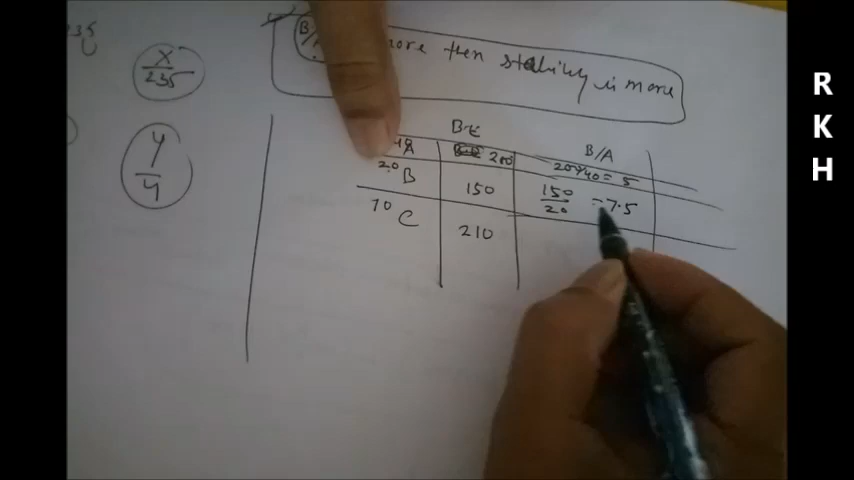 235
U
X
235
Y
4
B/
more then stability is more
B.E
B/A
40A
200
200/40 = 5
20 B
150
150
20
=7.5
70 C
210
R
K
H